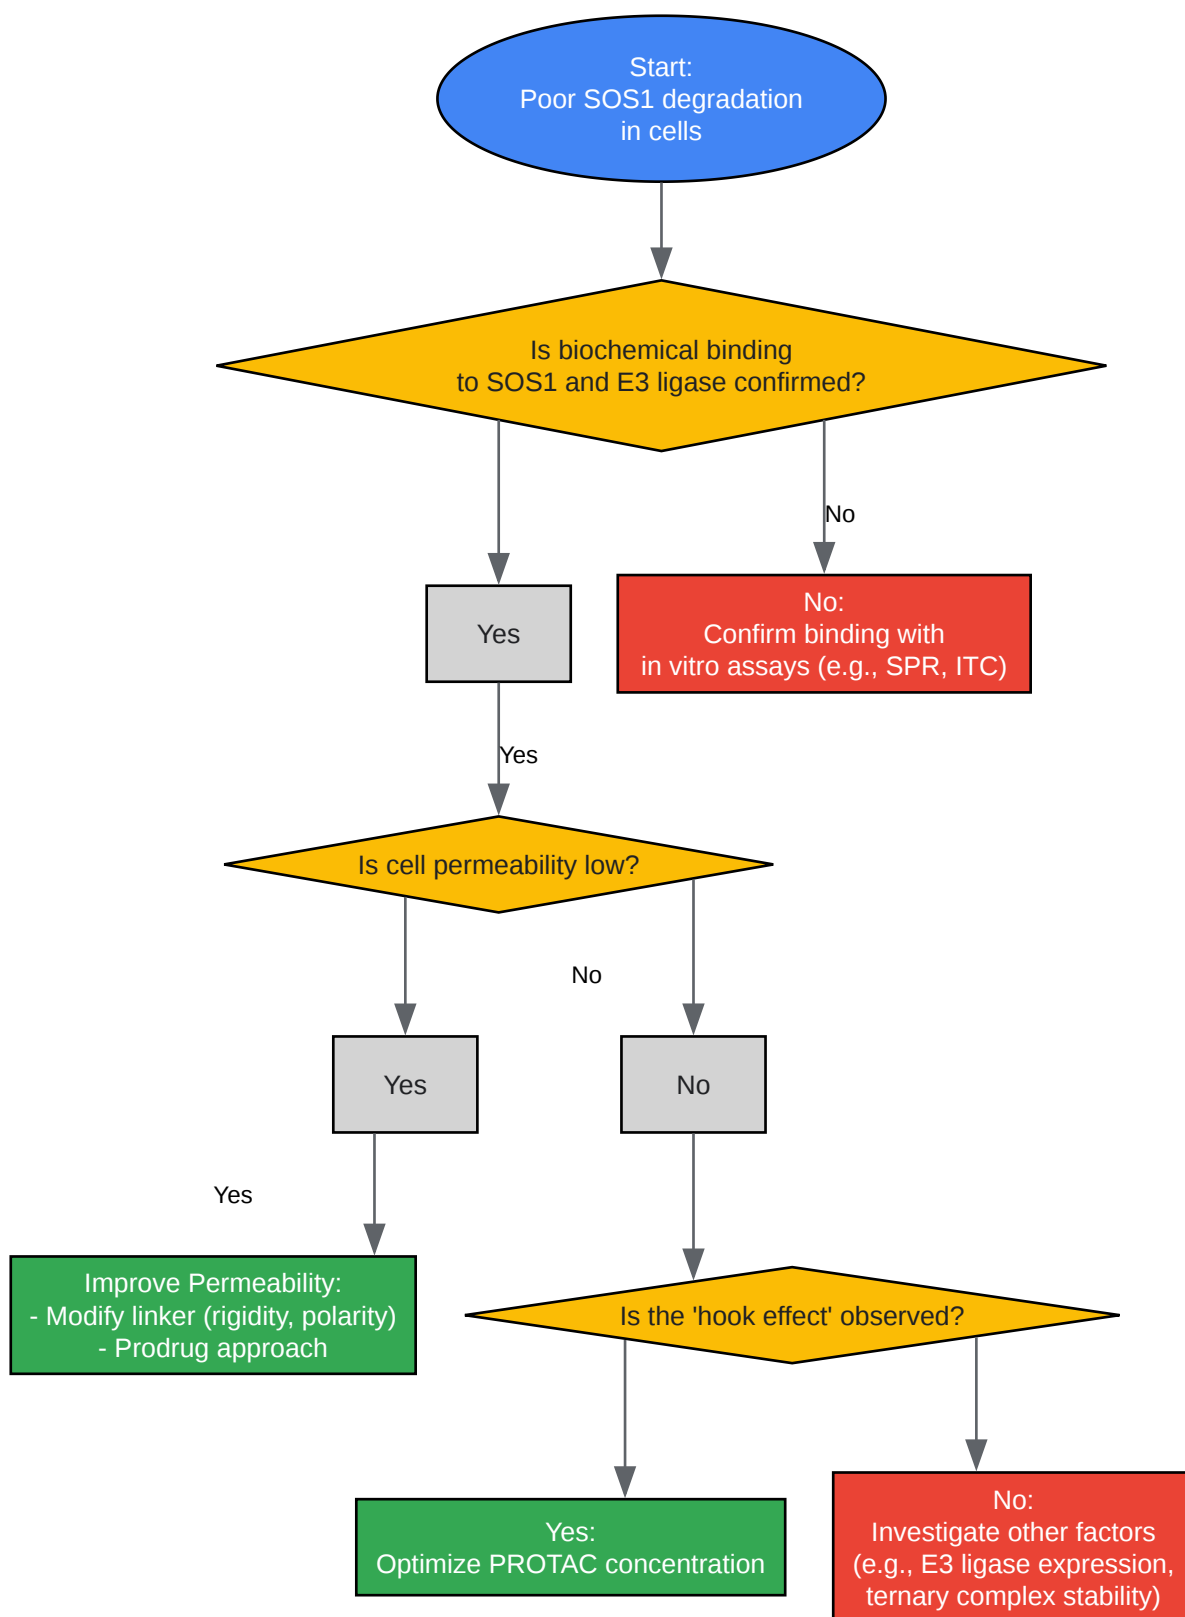 Start:
Poor SOS1 degradation
in cells
Is biochemical binding
to SOS1 and E3 ligase confirmed?
No
Yes
No:
Confirm binding with
in vitro assays (e.g., SPR, ITC)
Yes
Is cell permeability low?
No
Yes
No
Yes
Improve Permeability:
- Modify linker (rigidity, polarity)
- Prodrug approach
Is the 'hook effect' observed?
Yes:
Optimize PROTAC concentration
No:
Investigate other factors
(e.g., E3 ligase expression,
ternary complex stability)